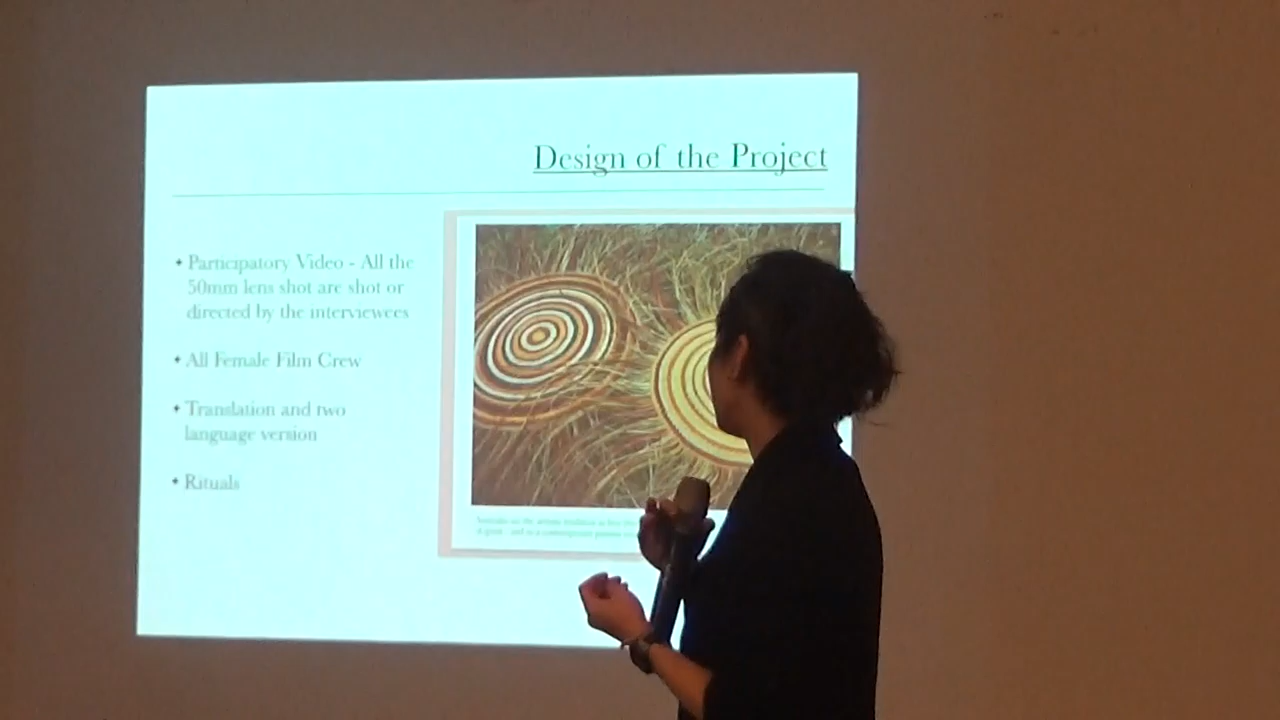 Design of the Project
Participatory Video - All the
50mm lens shot are shot or
directed by the interviewees
All Female Film Crew
Translation and two
language version
Rituals